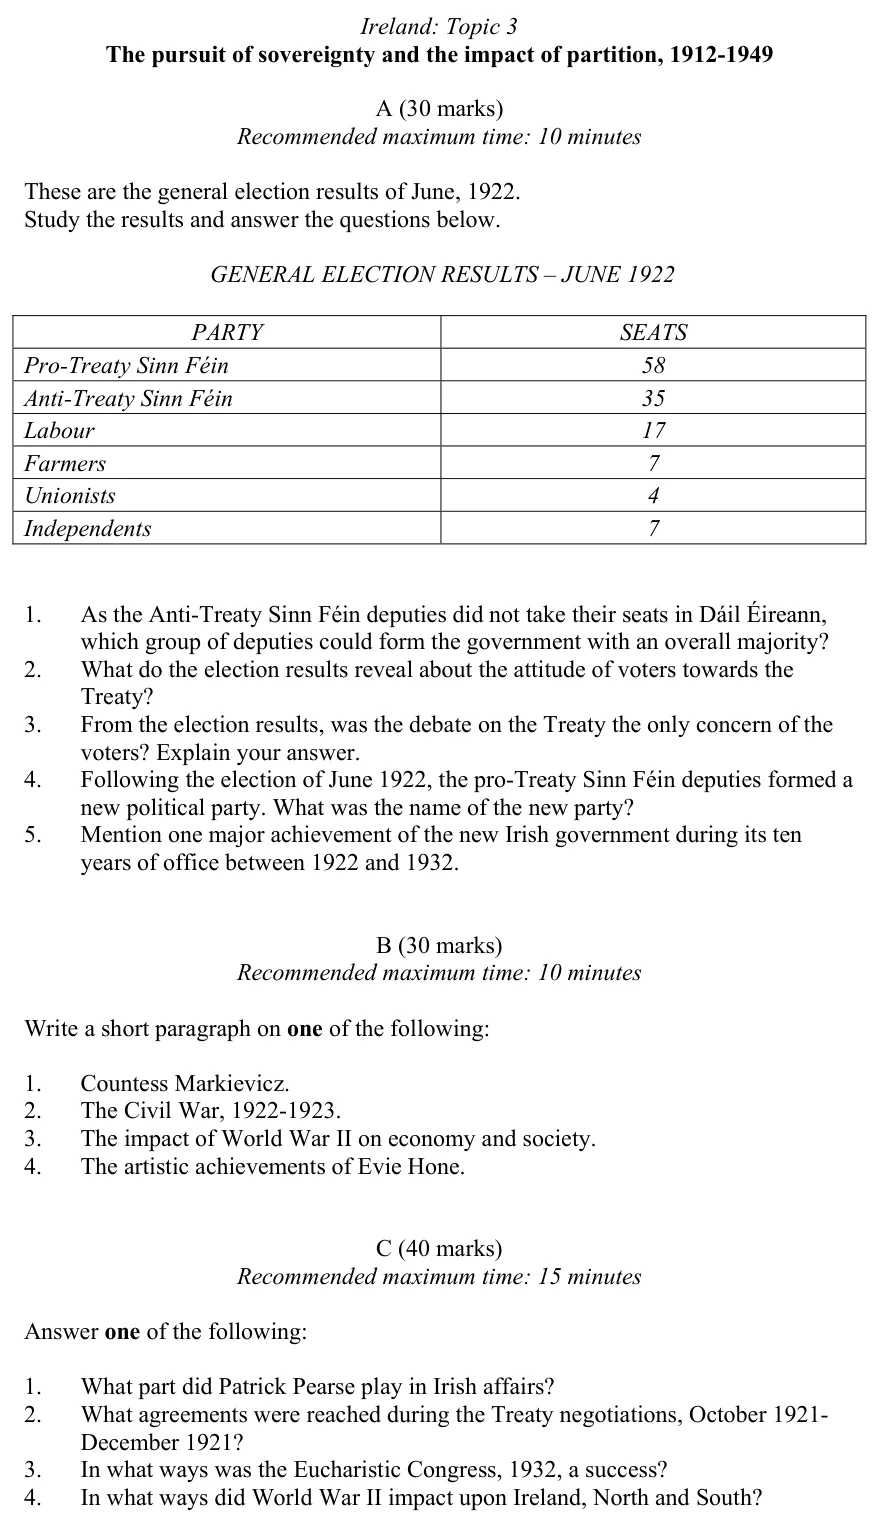 Ireland: Topic 3
The pursuit of sovereignty and the impact of partition, 1912-1949
A (30 marks)
Recommended maximum time: 10 minutes
These are the general election results of June, 1922.
Study the results and answer the questions below.
GENERAL ELECTION RESULTS – JUNE 1922
PARTY SEATS
Pro-Treaty Sinn Féin 58
Anti-Treaty Sinn Féin 35
Labour 17
Farmers 7
Unionists 4
Independents 7
1. As the Anti-Treaty Sinn Féin deputies did not take their seats in Dáil Éireann,
which group of deputies could form the government with an overall majority?
2. What do the election results reveal about the attitude of voters towards the
Treaty?
3. From the election results, was the debate on the Treaty the only concern of the
voters? Explain your answer.
4. Following the election of June 1922, the pro-Treaty Sinn Féin deputies formed a
new political party. What was the name of the new party?
5. Mention one major achievement of the new Irish government during its ten
years of office between 1922 and 1932.
B (30 marks)
Recommended maximum time: 10 minutes
Write a short paragraph on one of the following:
1. Countess Markievicz.
2. The Civil War, 1922-1923.
3. The impact of World War II on economy and society.
4. The artistic achievements of Evie Hone.
C (40 marks)
Recommended maximum time: 15 minutes
Answer one of the following:
1. What part did Patrick Pearse play in Irish affairs?
2. What agreements were reached during the Treaty negotiations, October 1921-
December 1921?
3. In what ways was the Eucharistic Congress, 1932, a success?
4. In what ways did World War II impact upon Ireland, North and South?